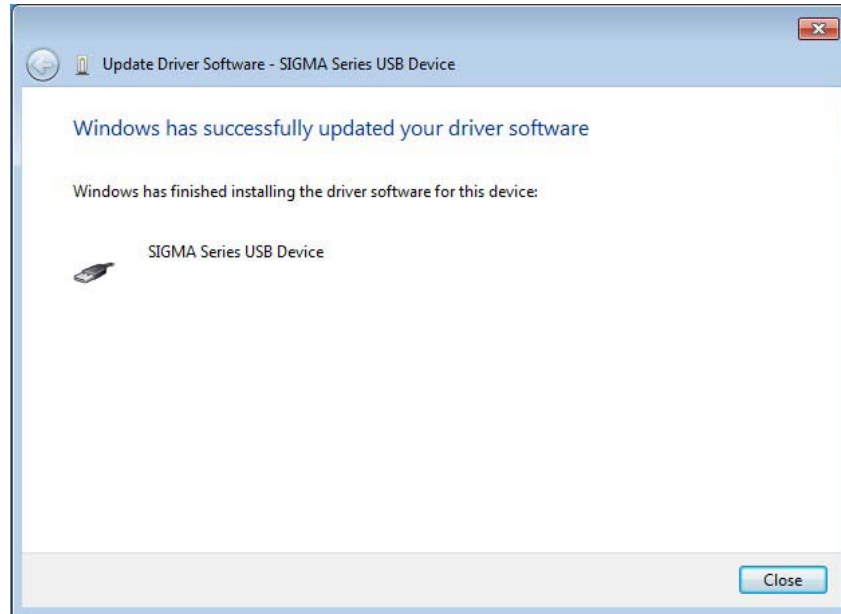 Update Driver Software - SIGMA Series USB Device
Windows has successfully updated your driver software
Windows has finished installing the driver software for this device:
SIGMA Series USB Device
Close